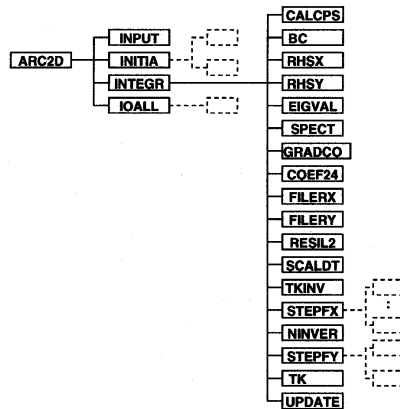 ARC2D
INPUT
INITIA
INTEGR
IOALL
CALCPS
BC
RHSX
RHSY
EIGVAL
SPECT
GRADCO
COEF24
FILERX
FILERY
RESIL2
SCALDT
TKINV
STEPFX
NINVER
STEPFY
TK
UPDATE